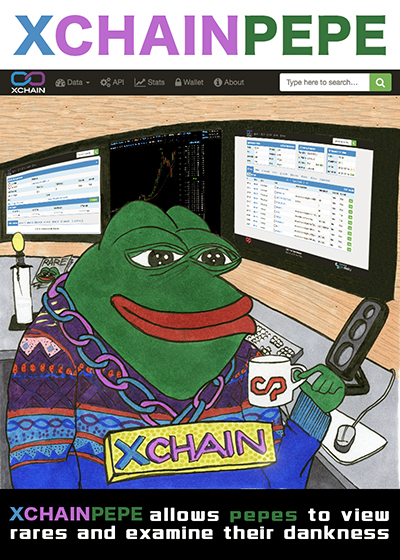 XCHAINPEPE
XCHAIN Data API Stats Wallet About Type here to search...
RARE
XCHAIN
XCHAINPEPE allows pepes to view
rares and examine their dankness